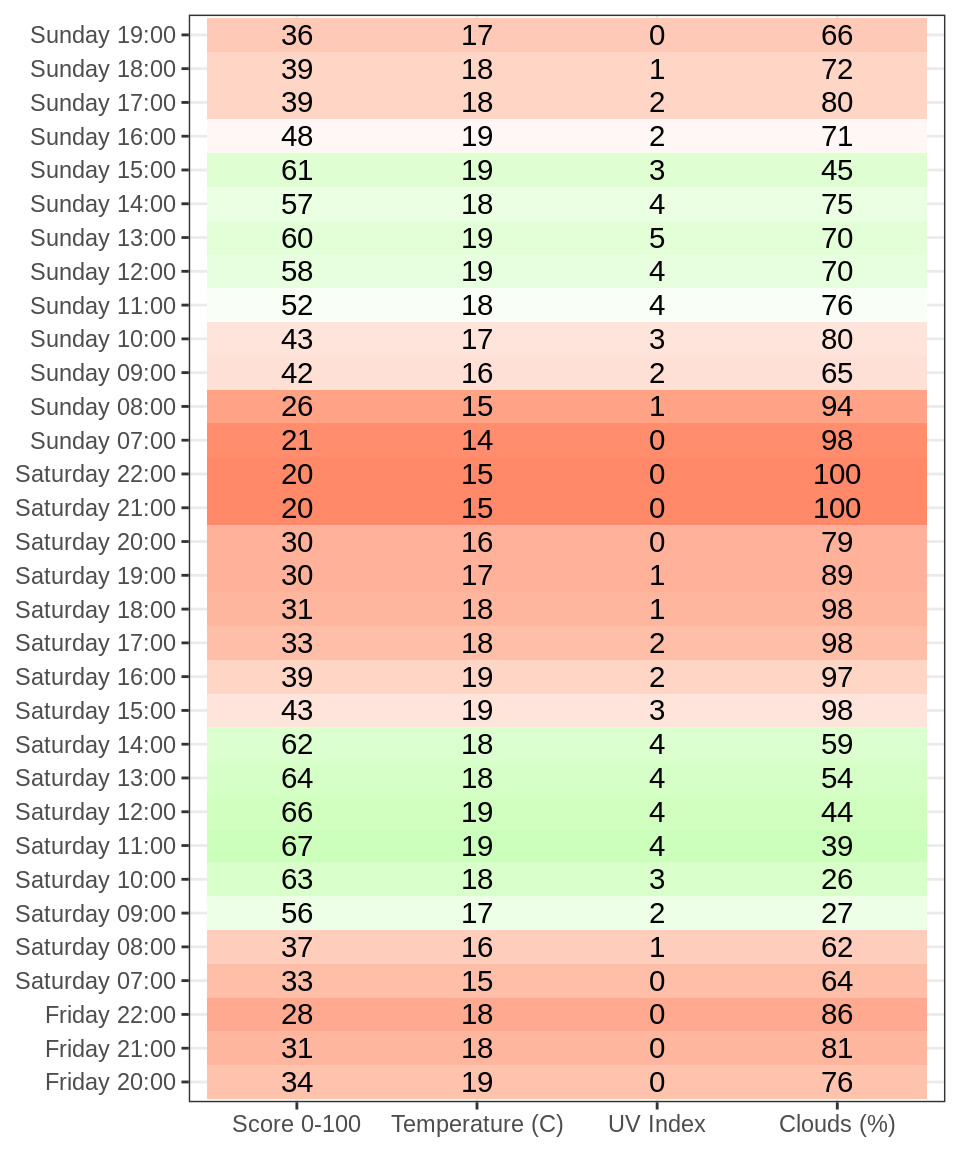 Sunday 19:00 36 17 0 66
Sunday 18:00 39 18 1 72
Sunday 17:00 39 18 2 80
Sunday 16:00 48 19 2 71
Sunday 15:00 61 19 3 45
Sunday 14:00 57 18 4 75
Sunday 13:00 60 19 5 70
Sunday 12:00 58 19 4 70
Sunday 11:00 52 18 4 76
Sunday 10:00 43 17 3 80
Sunday 09:00 42 16 2 65
Sunday 08:00 26 15 1 94
Sunday 07:00 21 14 0 98
Saturday 22:00 20 15 0 100
Saturday 21:00 20 15 0 100
Saturday 20:00 30 16 0 79
Saturday 19:00 30 17 1 89
Saturday 18:00 31 18 1 98
Saturday 17:00 33 18 2 98
Saturday 16:00 39 19 2 97
Saturday 15:00 43 19 3 98
Saturday 14:00 62 18 4 59
Saturday 13:00 64 18 4 54
Saturday 12:00 66 19 4 44
Saturday 11:00 67 19 4 39
Saturday 10:00 63 18 3 26
Saturday 09:00 56 17 2 27
Saturday 08:00 37 16 1 62
Saturday 07:00 33 15 0 64
Friday 22:00 28 18 0 86
Friday 21:00 31 18 0 81
Friday 20:00 34 19 0 76
Score 0-100 Temperature (C) UV Index Clouds (%)